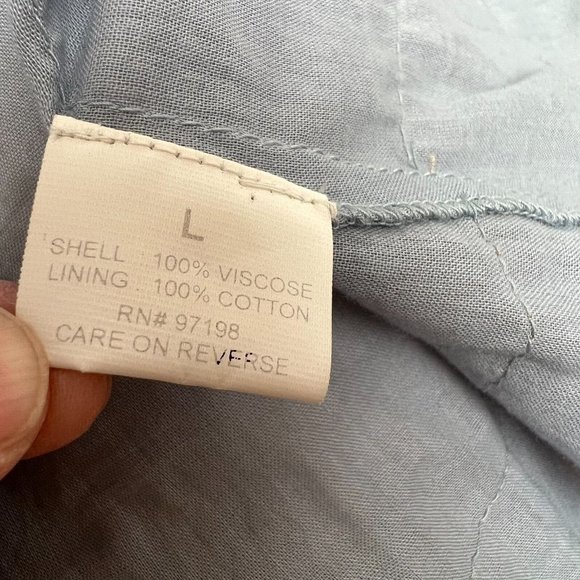 L
SHELL . 100% VISCOSE
LINING . 100% COTTON
RN# 97198
CARE ON REVERSE